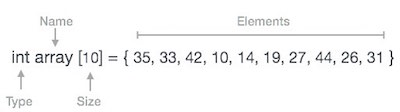 Name
Elements
int array [10] = { 35, 33, 42, 10, 14, 19, 27, 44, 26, 31 }
Type
Size